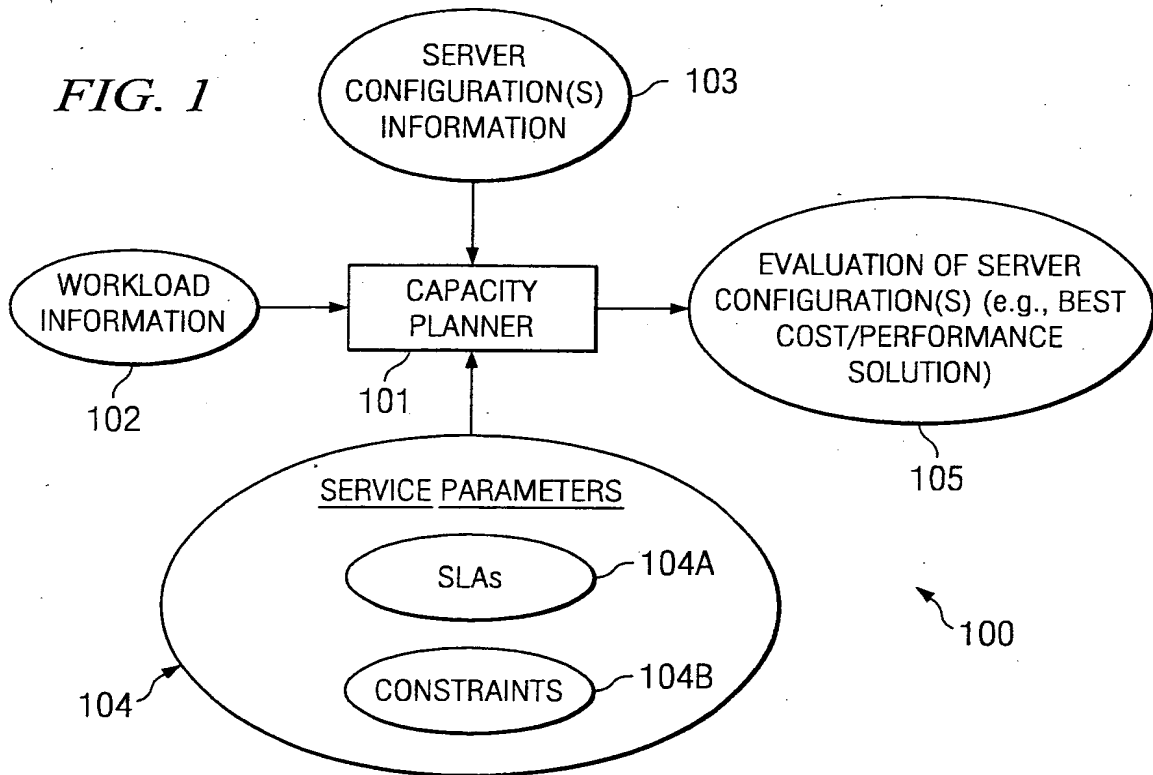 FIG. 1
SERVER
CONFIGURATION(S)
INFORMATION
103
WORKLOAD
INFORMATION
102
CAPACITY
PLANNER
101
EVALUATION OF SERVER
CONFIGURATION(S) (e.g., BEST
COST/PERFORMANCE
SOLUTION)
105
SERVICE PARAMETERS
SLAs
104A
CONSTRAINTS
104B
104
100